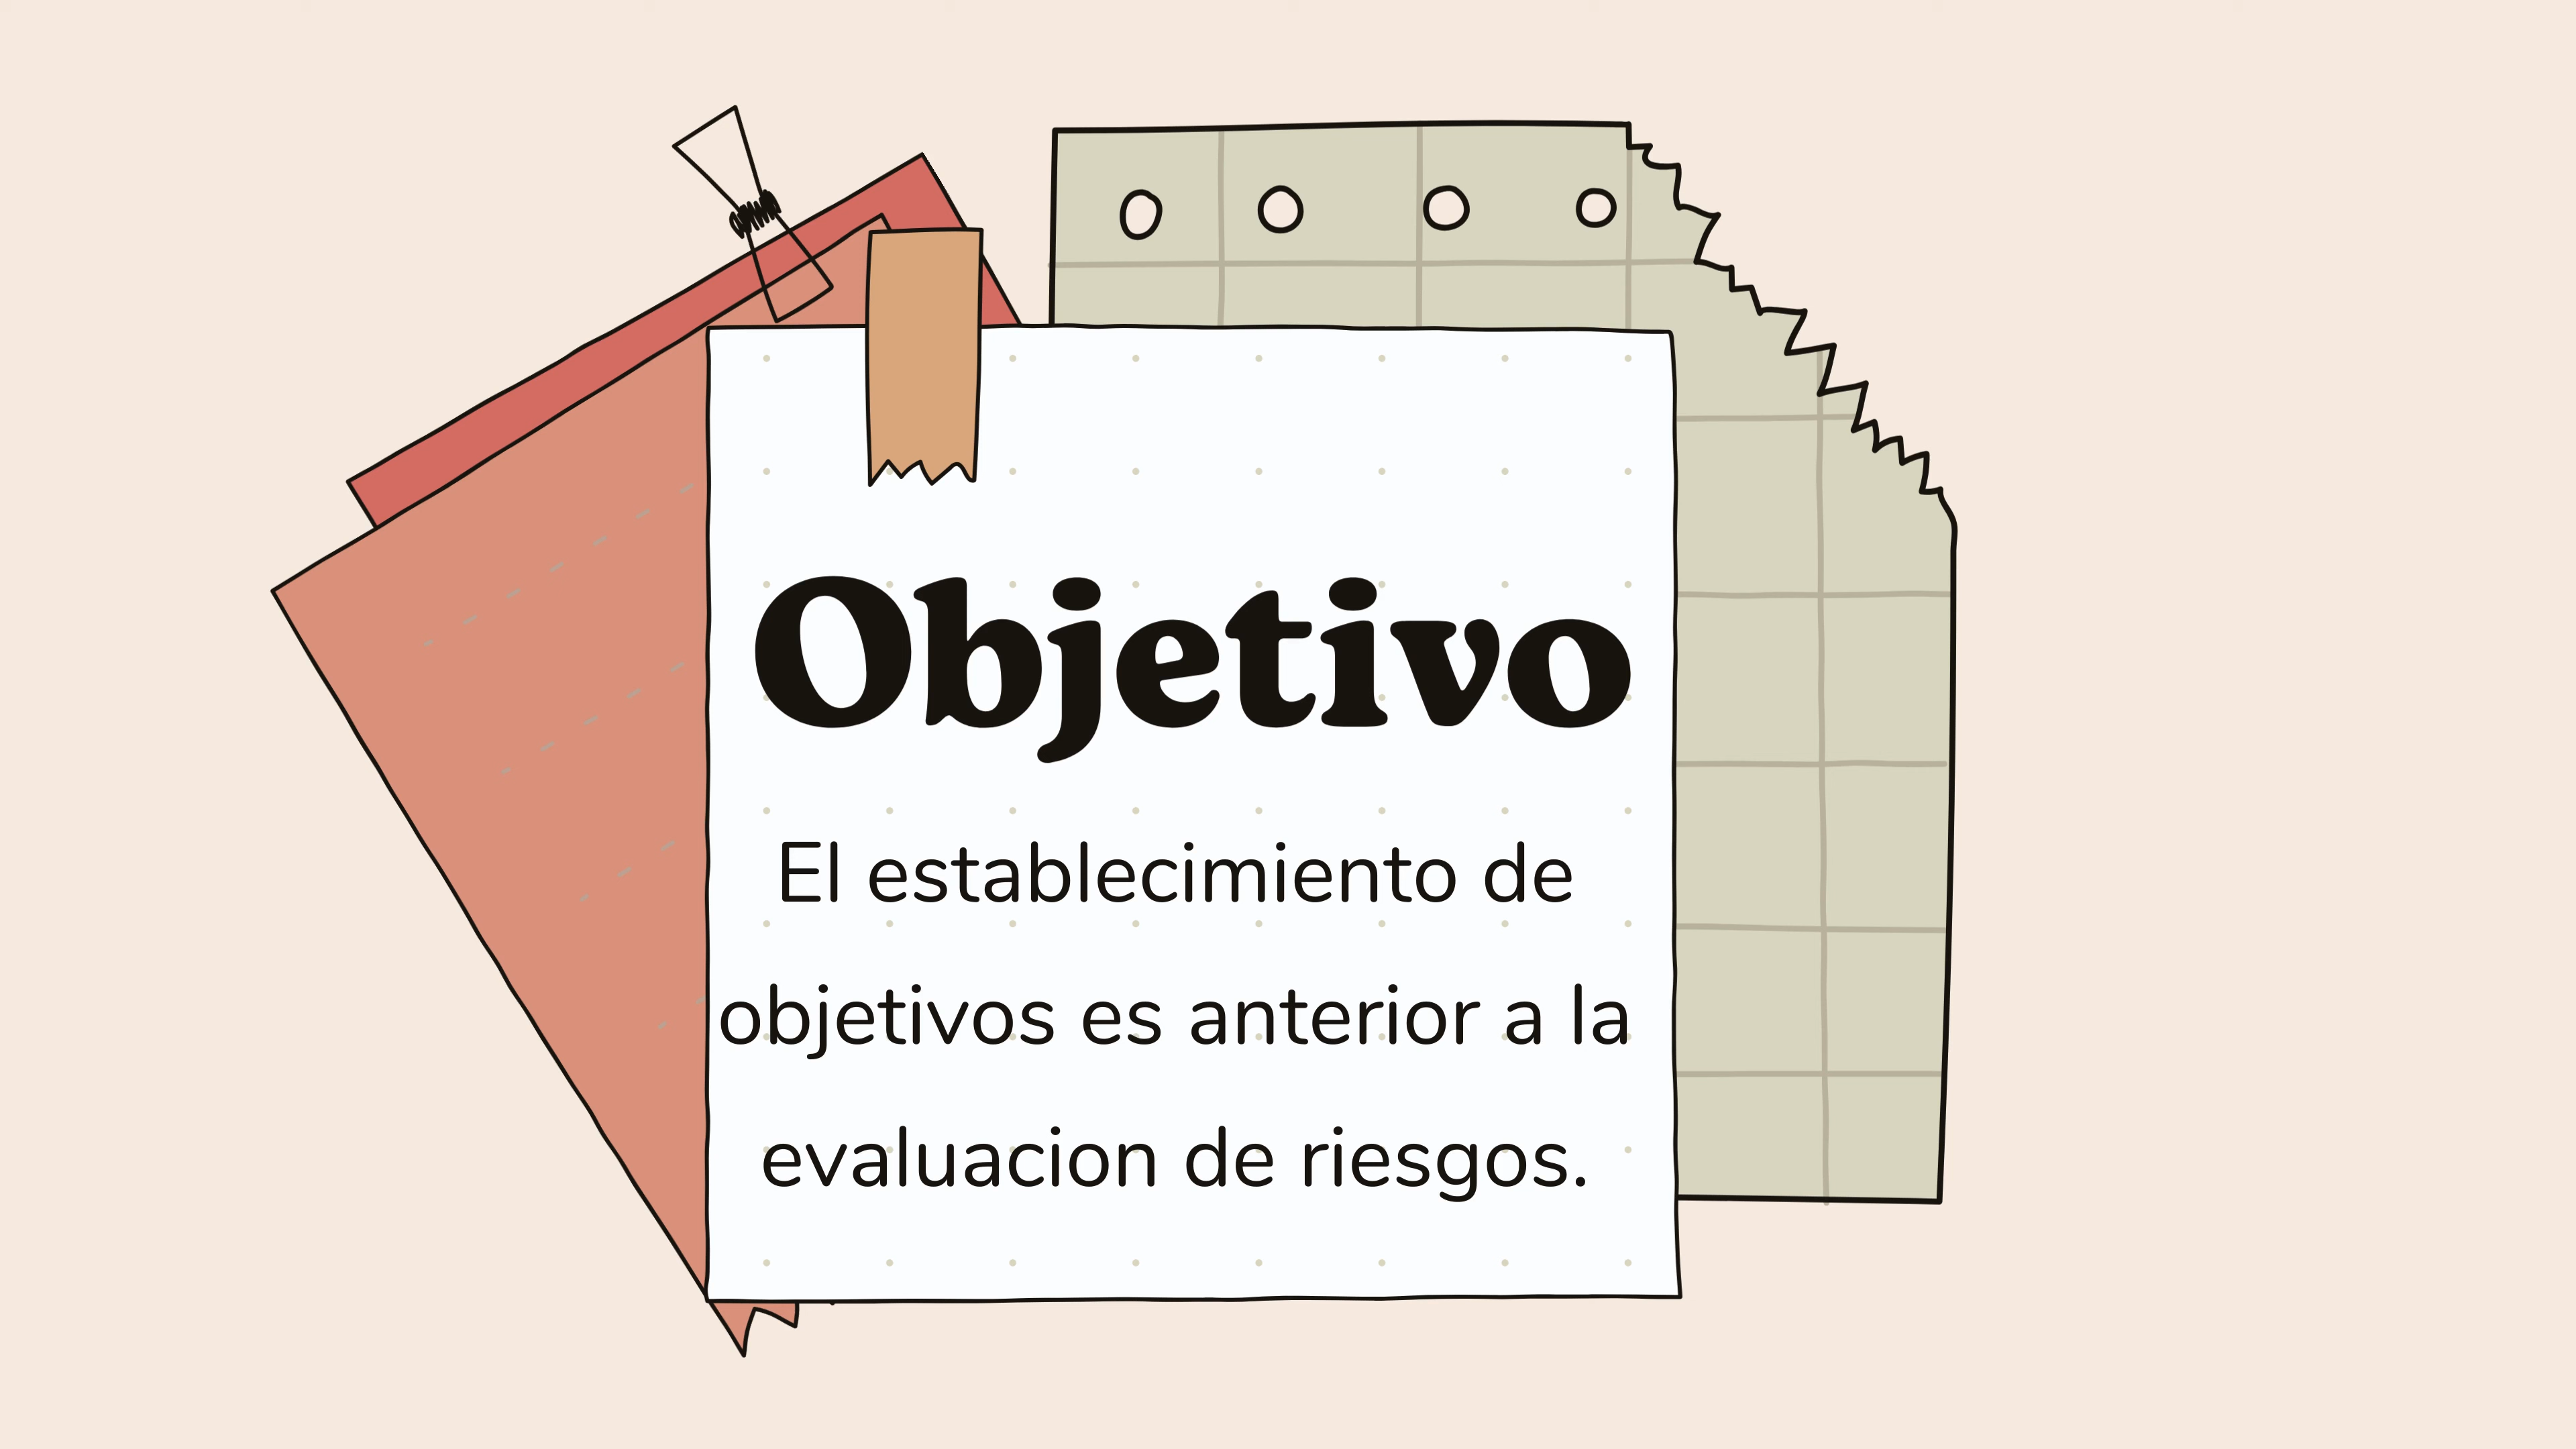 Objetivo
El establecimiento de
objetivos es anterior a la
evaluacion de riesgos.